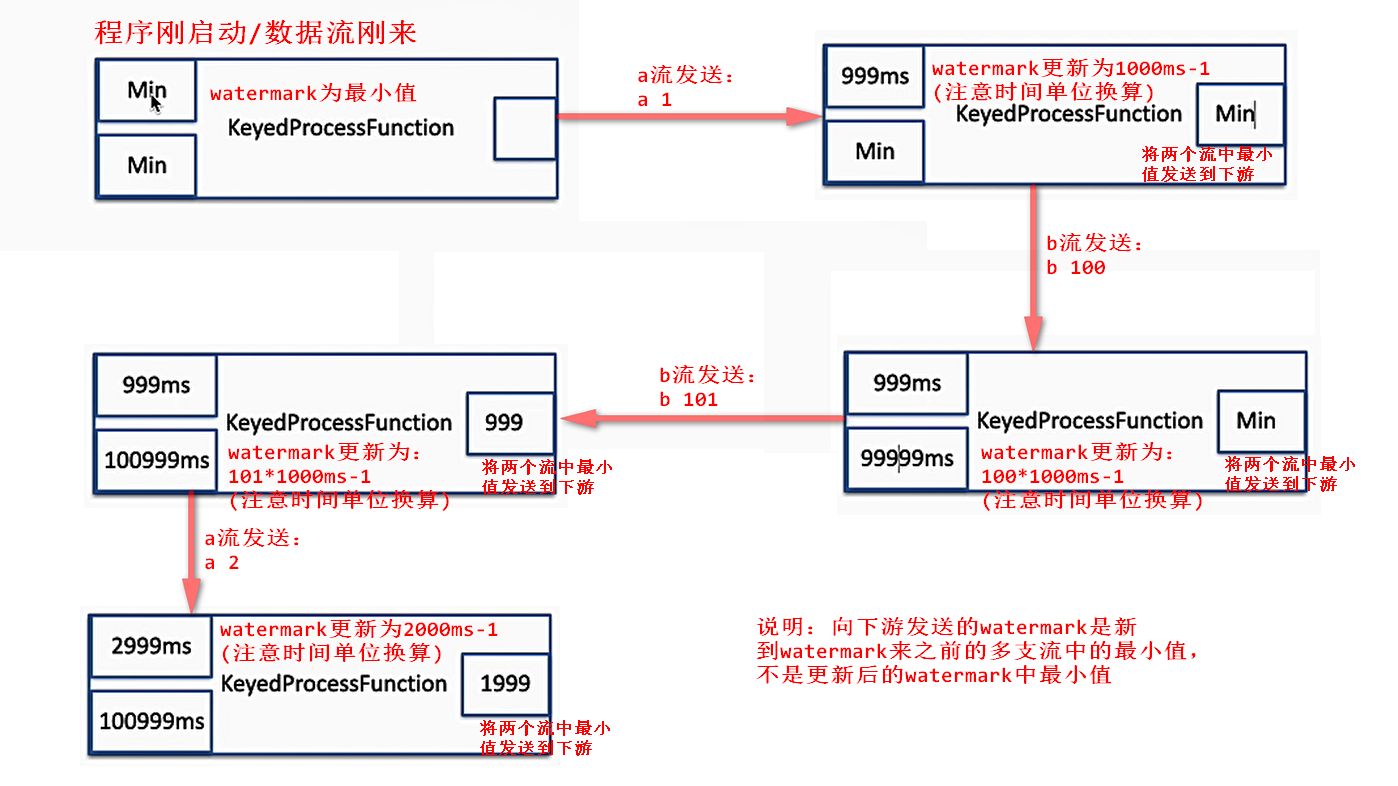 程序刚启动/数据流刚来
Min
watermark为最小值
KeyedProcessFunction
Min
a流发送：
a 1
999ms
watermark更新为1000ms-1
(注意时间单位换算)
KeyedProcessFunction
Min
Min
将两个流中最小
值发送到下游
b流发送：
b 100
999ms
KeyedProcessFunction
Min
99999ms
watermark更新为：
100*1000ms-1
(注意时间单位换算)
将两个流中最小
值发送到下游
b流发送：
b 101
999ms
KeyedProcessFunction
999
100999ms
watermark更新为：
101*1000ms-1
(注意时间单位换算)
将两个流中最小
值发送到下游
a流发送：
a 2
2999ms
watermark更新为2000ms-1
(注意时间单位换算)
KeyedProcessFunction
1999
100999ms
将两个流中最小
值发送到下游
说明：向下游发送的watermark是新
到watermark来之前的多支流中的最小值，
不是更新后的watermark中最小值